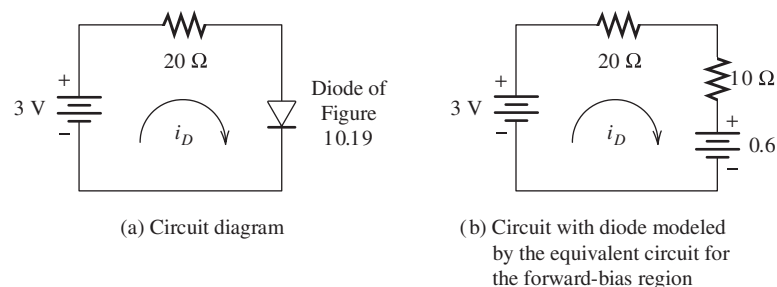 +
20 Ω
3 V
−
i_D
Diode of
Figure
10.19
(a) Circuit diagram
+
20 Ω
10 Ω
3 V
−
i_D
+
0.6
−
(b) Circuit with diode modeled
by the equivalent circuit for
the forward-bias region